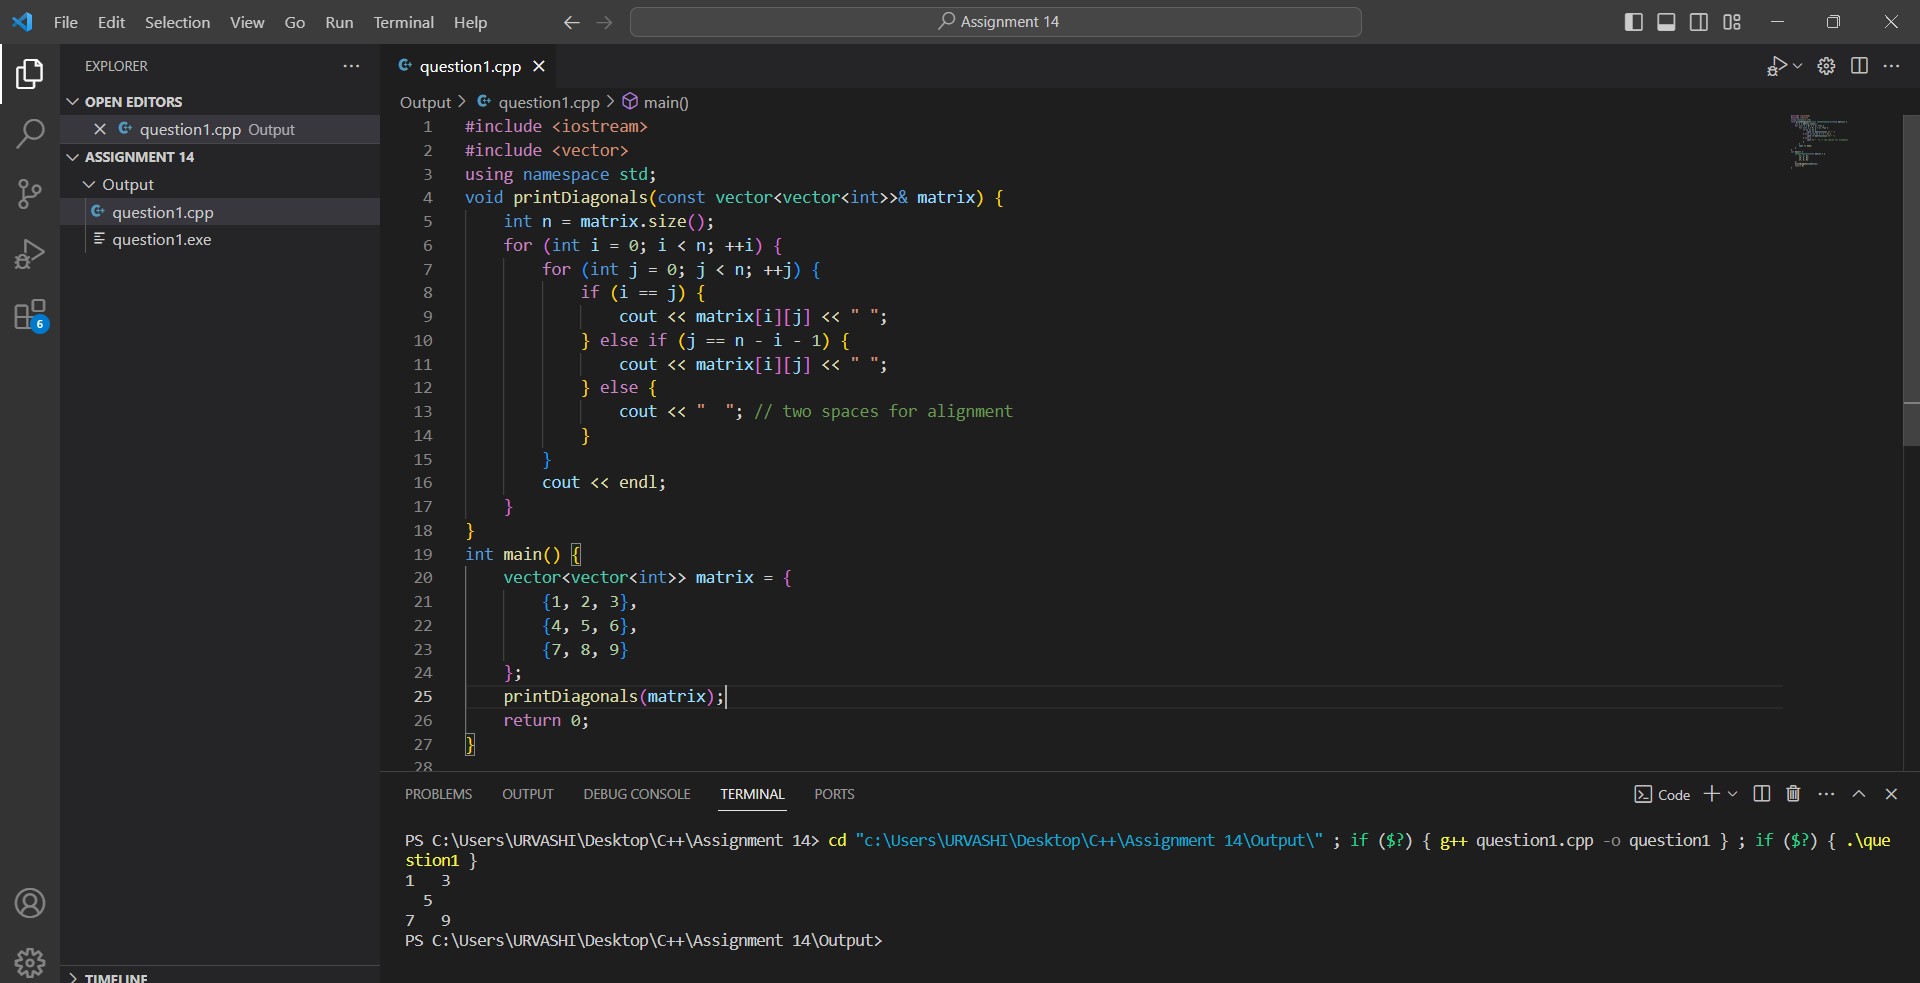 File Edit Selection View Go Run Terminal Help
Assignment 14
EXPLORER
OPEN EDITORS
question1.cpp Output
ASSIGNMENT 14
Output
question1.cpp
question1.exe
6
TIMELINE
question1.cpp
Output > question1.cpp > main()
1 #include <iostream>
2 #include <vector>
3 using namespace std;
4 void printDiagonals(const vector<vector<int>>& matrix) {
5     int n = matrix.size();
6     for (int i = 0; i < n; ++i) {
7         for (int j = 0; j < n; ++j) {
8             if (i == j) {
9                 cout << matrix[i][j] << " ";
10             } else if (j == n - i - 1) {
11                 cout << matrix[i][j] << " ";
12             } else {
13                 cout << "  "; // two spaces for alignment
14             }
15         }
16         cout << endl;
17     }
18 }
19 int main() {
20     vector<vector<int>> matrix = {
21         {1, 2, 3},
22         {4, 5, 6},
23         {7, 8, 9}
24     };
25     printDiagonals(matrix);
26     return 0;
27 }
28
PROBLEMS OUTPUT DEBUG CONSOLE TERMINAL PORTS
Code
PS C:\Users\URVASHI\Desktop\C++\Assignment 14> cd "c:\Users\URVASHI\Desktop\C++\Assignment 14\Output\" ; if ($?) { g++ question1.cpp -o question1 } ; if ($?) { .\que
stion1 }
1   3
  5
7   9
PS C:\Users\URVASHI\Desktop\C++\Assignment 14\Output>